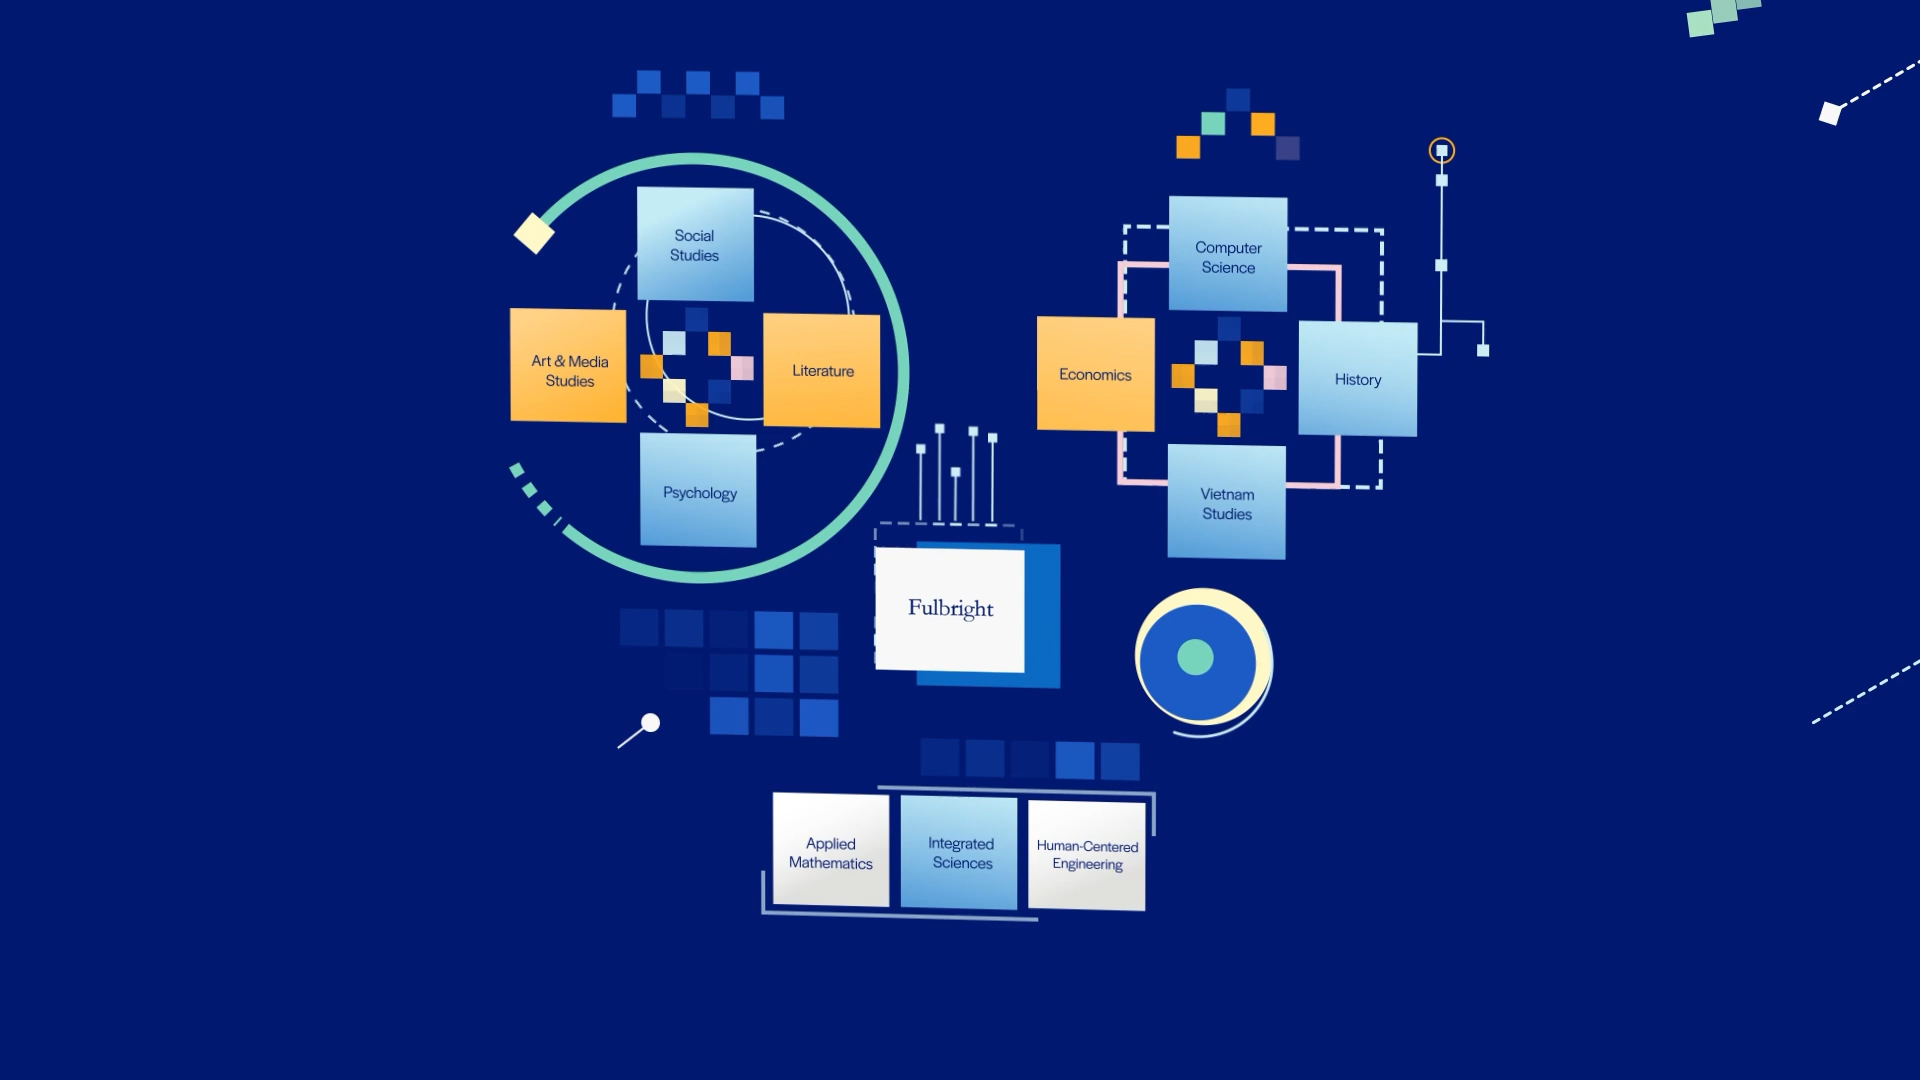 Social
Studies
Art & Media
Studies
Literature
Psychology
Computer
Science
Economics
History
Vietnam
Studies
Fulbright
Applied
Mathematics
Integrated
Sciences
Human-Centered
Engineering